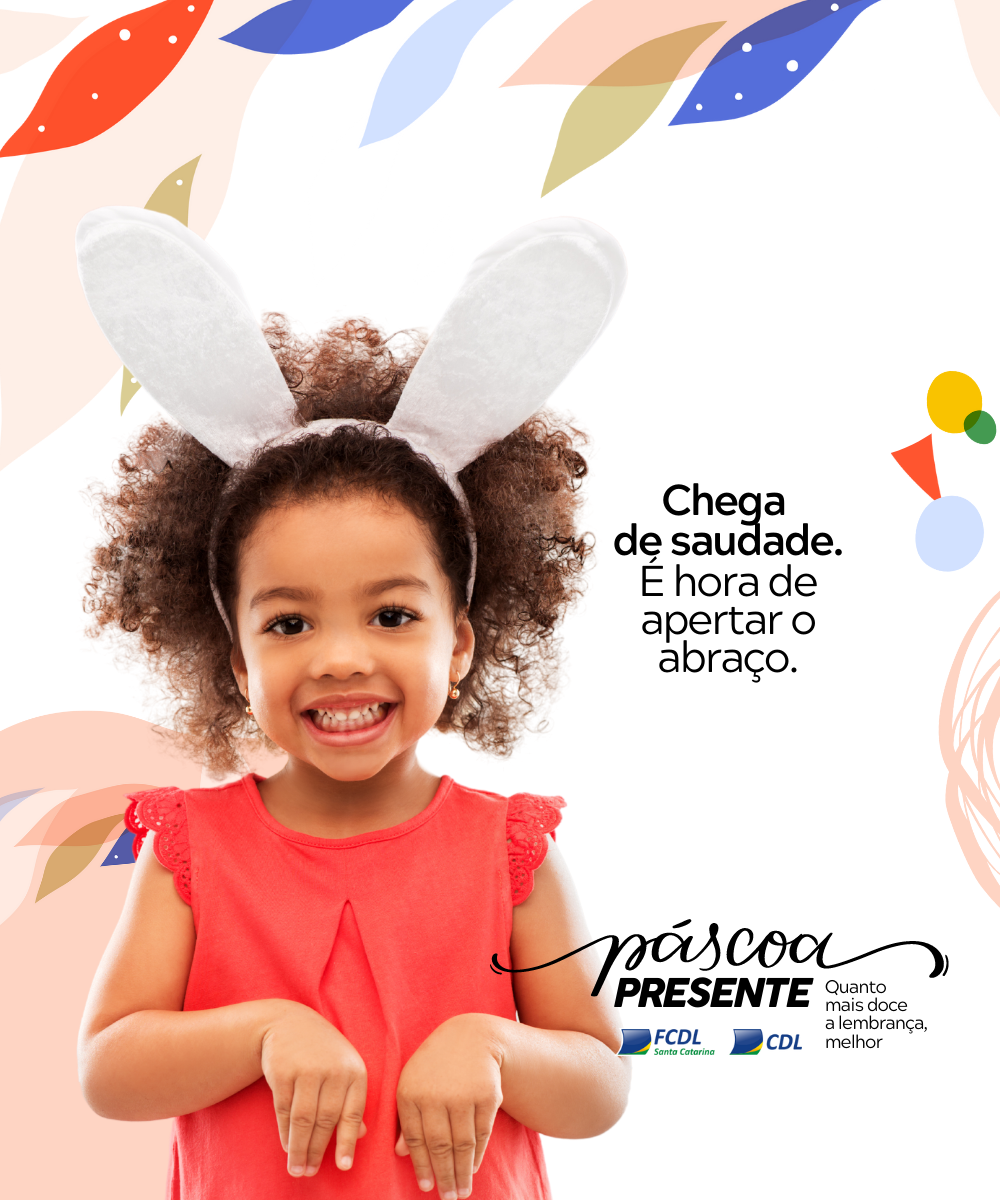 Chega
de saudade.
É hora de
apertar o
abraço.
páscoa
PRESENTE
Quanto
mais doce
a lembrança,
melhor
FCDL
Santa Catarina
CDL